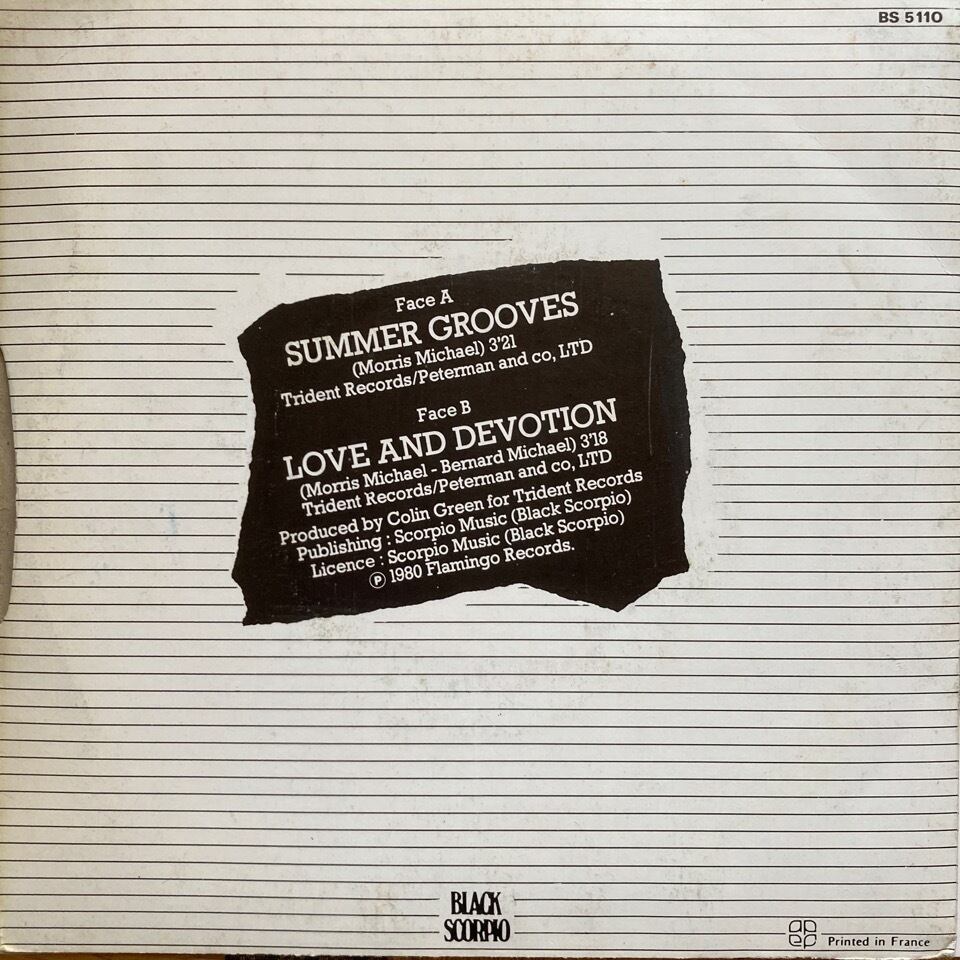 BS 5110
Face A
SUMMER GROOVES
(Morris Michael) 3'21
Trident Records/Peterman and co, LTD
Face B
LOVE AND DEVOTION
(Morris Michael - Bernard Michael) 3'18
Trident Records/Peterman and co, LTD
Produced by Colin Green for Trident Records
Publishing : Scorpio Music (Black Scorpio)
Licence : Scorpio Music (Black Scorpio)
Ⓟ 1980 Flamingo Records.
BLACK
SCORPIO
Printed in France